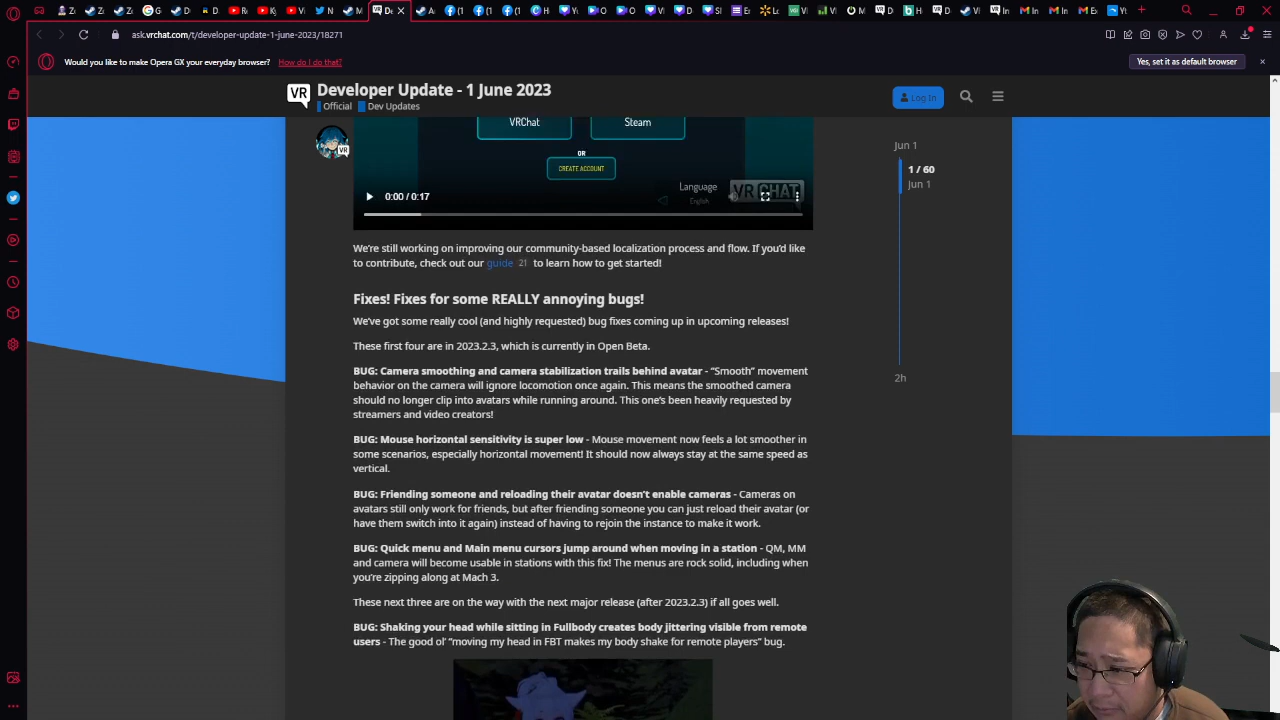 ask.vrchat.com/t/developer-update-1-june-2023/18271
Would you like to make Opera GX your everyday browser? How do I do that? Yes, set it as default browser
VR
Developer Update - 1 June 2023
Official Dev Updates
Log In
VRChat Steam
OR
CREATE ACCOUNT
Language
English
VRCHAT
0:00 / 0:17
Jun 1
1 / 60
Jun 1
2h
We're still working on improving our community-based localization process and flow. If you'd like
to contribute, check out our guide 21 to learn how to get started!
Fixes! Fixes for some REALLY annoying bugs!
We've got some really cool (and highly requested) bug fixes coming up in upcoming releases!
These first four are in 2023.2.3, which is currently in Open Beta.
BUG: Camera smoothing and camera stabilization trails behind avatar - "Smooth" movement
behavior on the camera will ignore locomotion once again. This means the smoothed camera
should no longer clip into avatars while running around. This one's been heavily requested by
streamers and video creators!
BUG: Mouse horizontal sensitivity is super low - Mouse movement now feels a lot smoother in
some scenarios, especially horizontal movement! It should now always stay at the same speed as
vertical.
BUG: Friending someone and reloading their avatar doesn't enable cameras - Cameras on
avatars still only work for friends, but after friending someone you can just reload their avatar (or
have them switch into it again) instead of having to rejoin the instance to make it work.
BUG: Quick menu and Main menu cursors jump around when moving in a station - QM, MM
and camera will become usable in stations with this fix! The menus are rock solid, including when
you're zipping along at Mach 3.
These next three are on the way with the next major release (after 2023.2.3) if all goes well.
BUG: Shaking your head while sitting in Fullbody creates body jittering visible from remote
users - The good ol' "moving my head in FBT makes my body shake for remote players" bug.